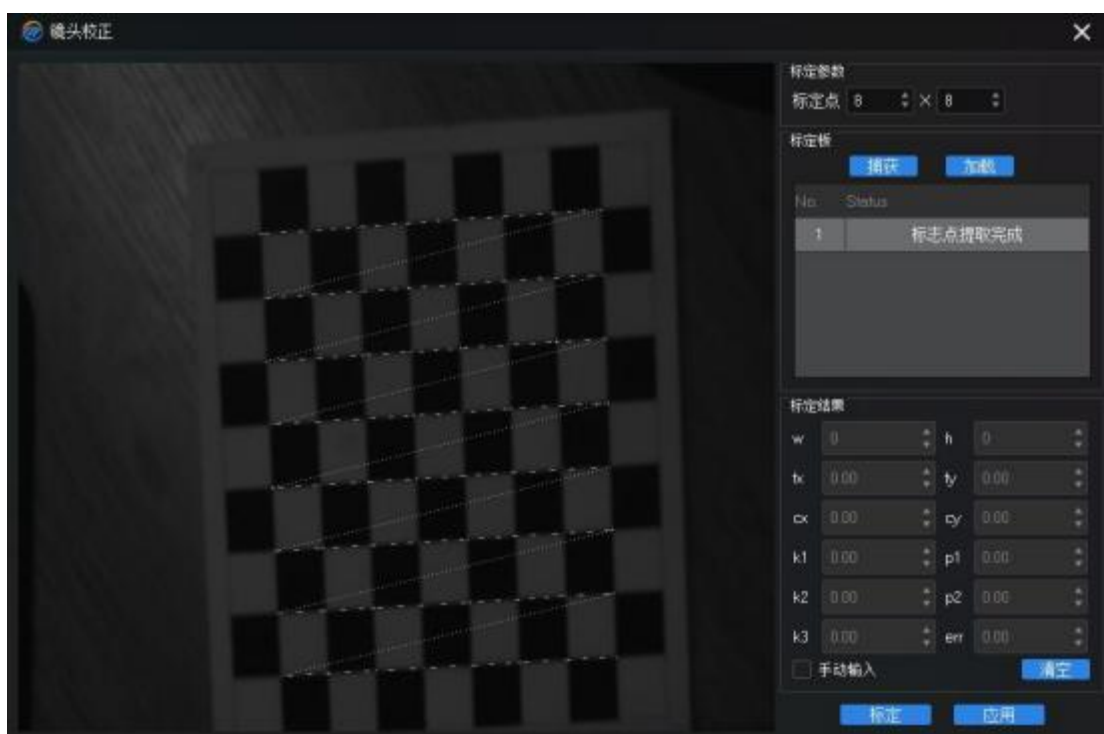 镜头校正
标定参数
标定点 8 × 8
标定板
捕获 加载
No. Status
1 标志点提取完成
标定结果
w 0 h 0
fx 0.00 fy 0.00
cx 0.00 cy 0.00
k1 0.00 p1 0.00
k2 0.00 p2 0.00
k3 0.00 err 0.00
手动输入 清空
标定 应用